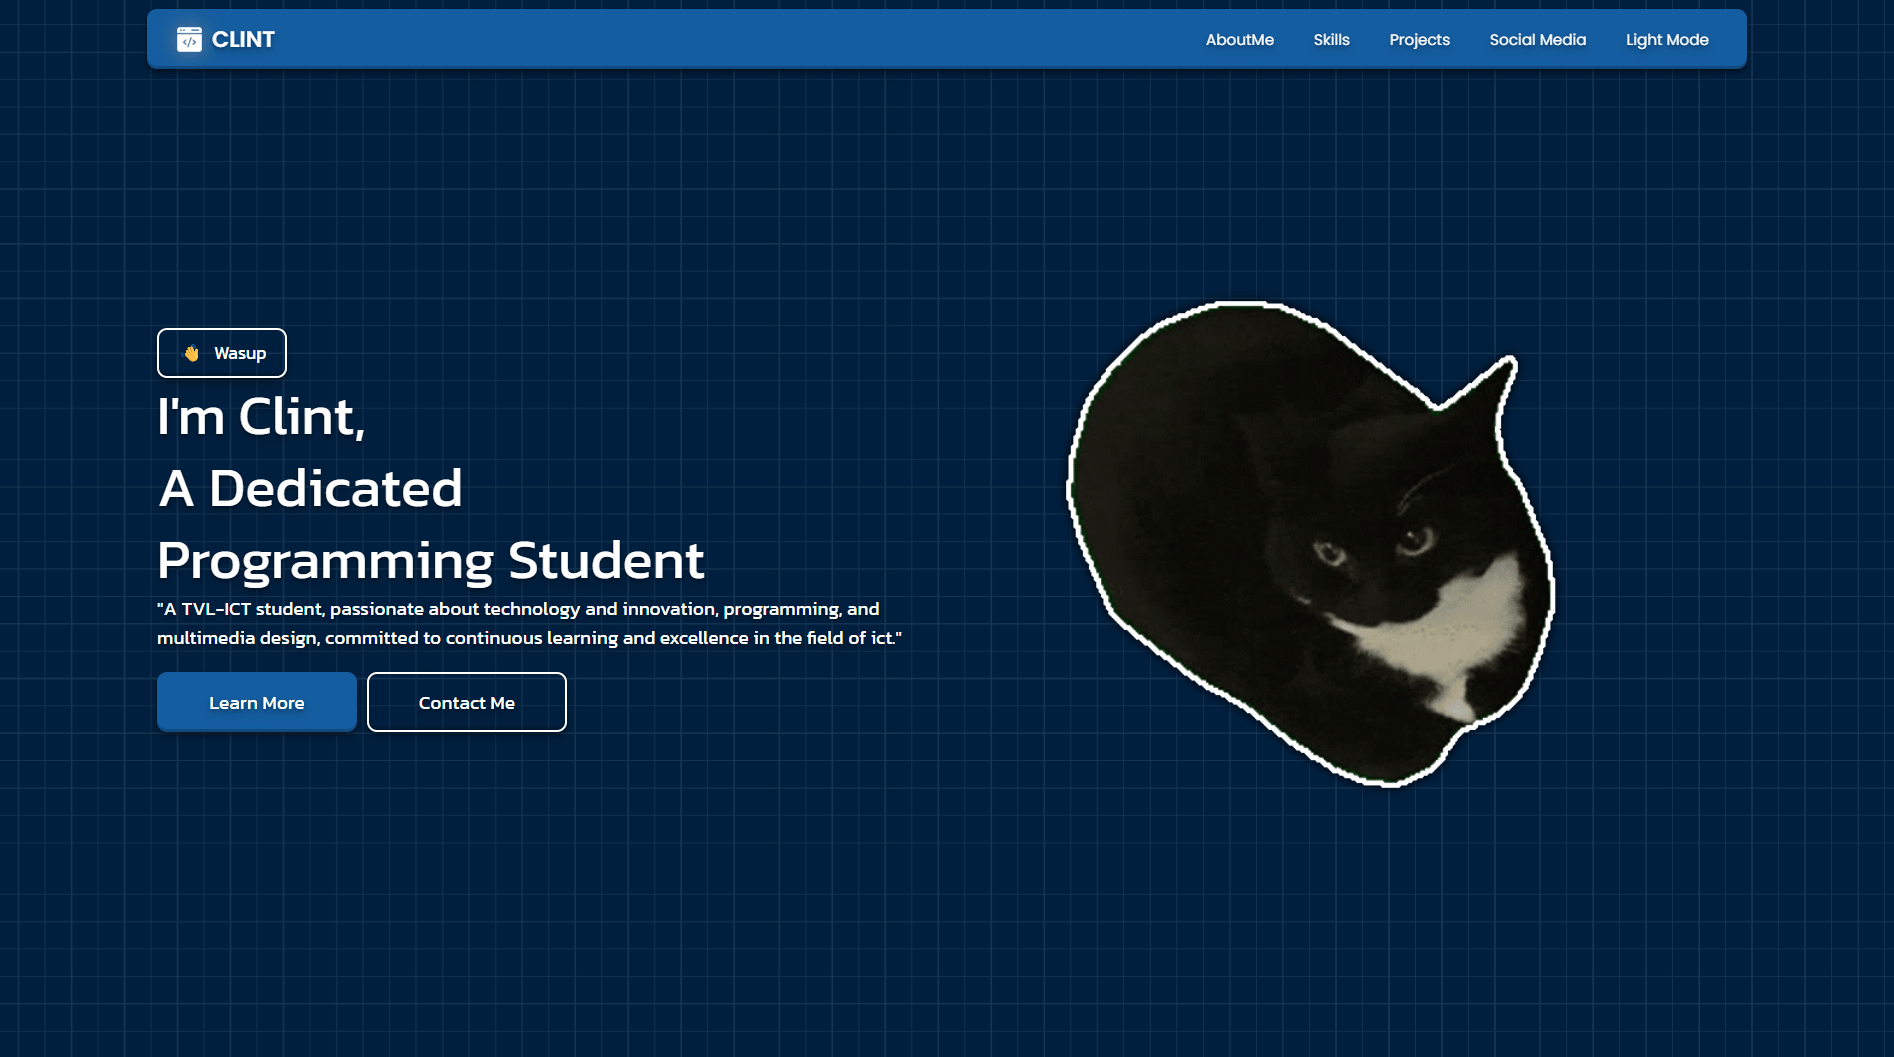 CLINT
AboutMe
Skills
Projects
Social Media
Light Mode
👋 Wasup
I'm Clint,
A Dedicated
Programming Student
"A TVL-ICT student, passionate about technology and innovation, programming, and
multimedia design, committed to continuous learning and excellence in the field of ict."
Learn More
Contact Me